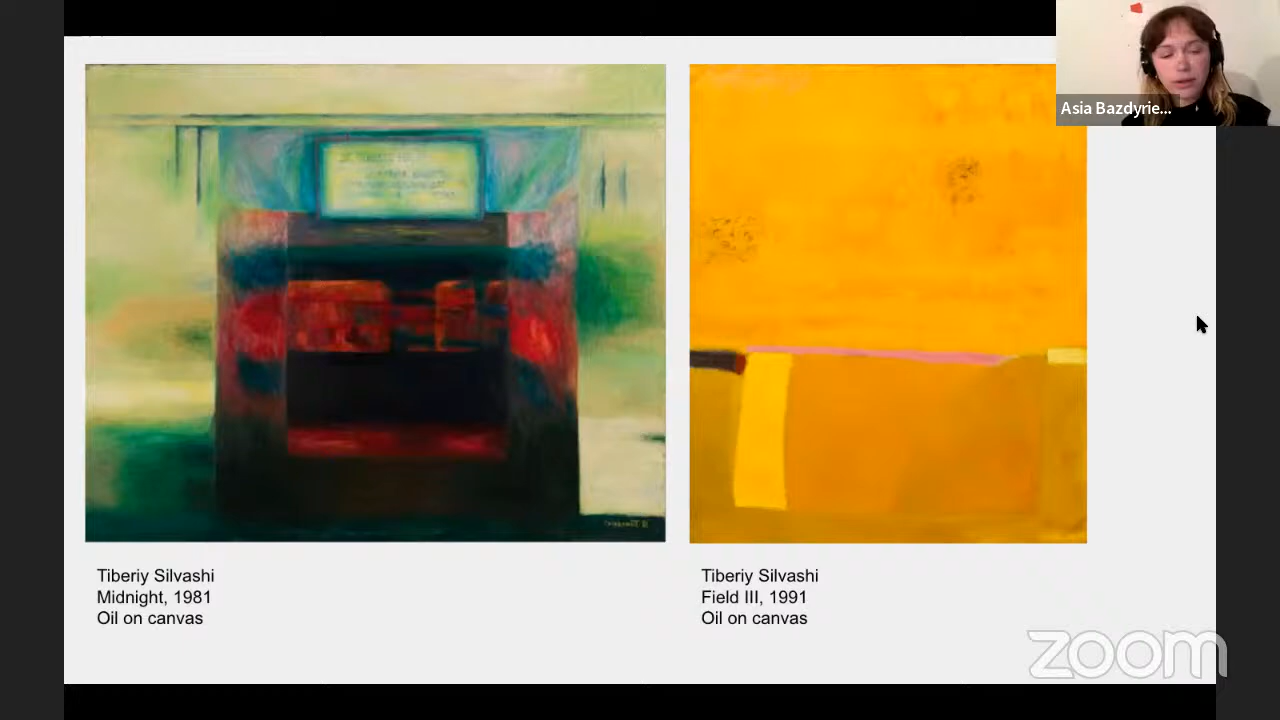 Asia Bazdyrie...
Tiberiy Silvashi
Midnight, 1981
Oil on canvas
Tiberiy Silvashi
Field III, 1991
Oil on canvas
zoom